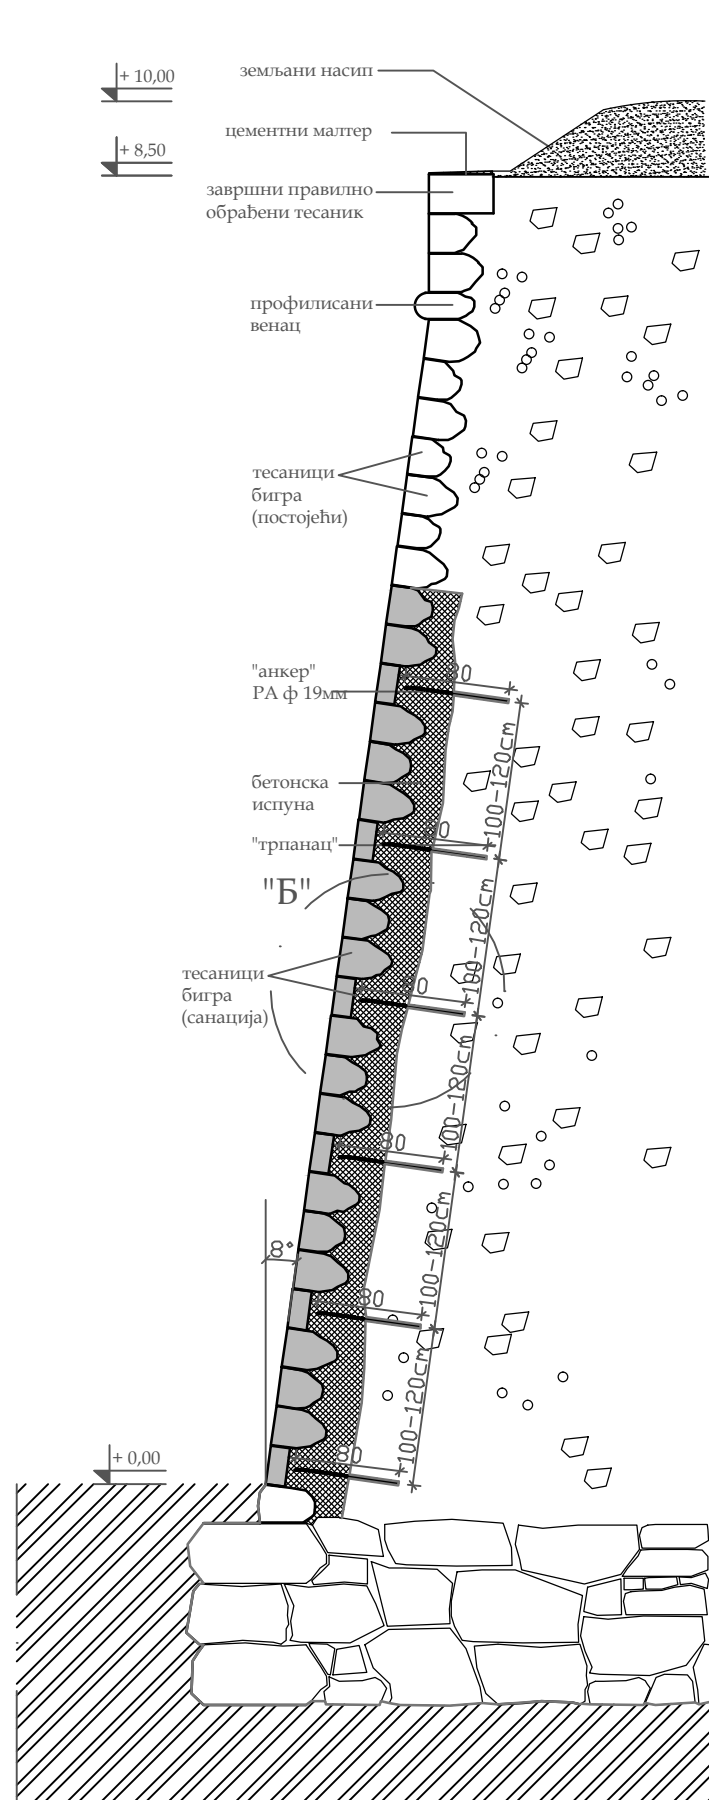 + 10,00
земљани насип
цементни малтер
+ 8,50
завршни правилно
обрађени тесаник
профилисани
венац
тесаници
бигра
(постојећи)
"анкер"
РА ф 19мм
80
100-120cm
бетонска
испуна
"трпанац"
80
"Б"
100-120cm
тесаници
бигра
(санација)
80
100-120cm
80
100-120cm
8°
80
100-120cm
80
+ 0,00